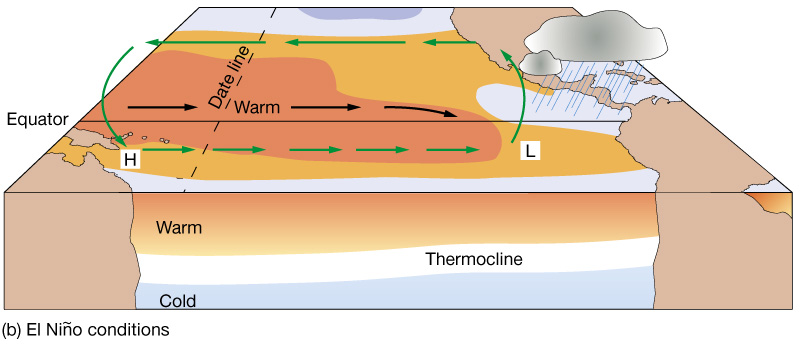 Date line
Warm
Equator
H
L
Warm
Thermocline
Cold
(b) El Niño conditions